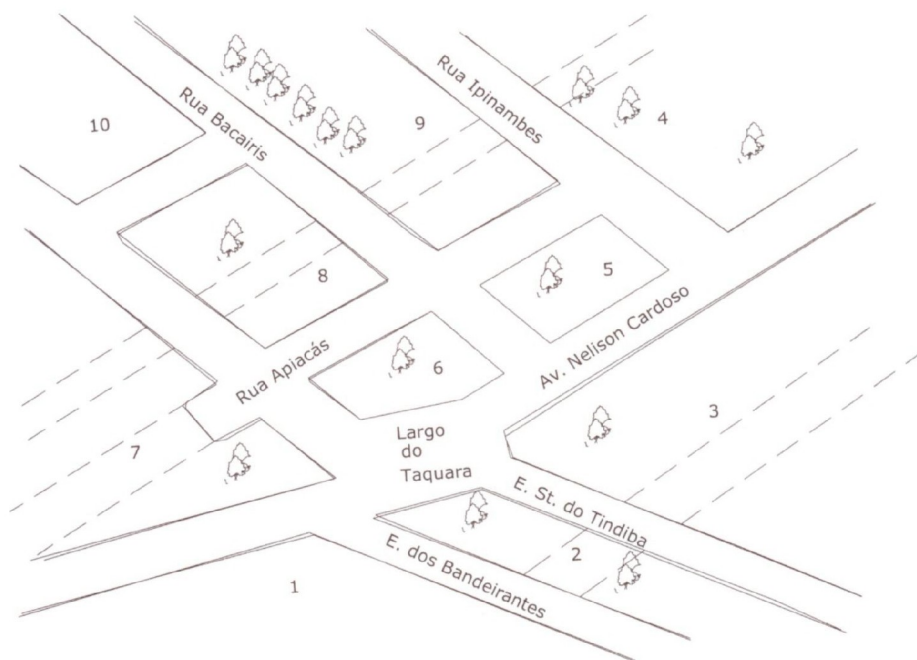 Rua Ipinambes
Rua Bacairis
10
9
4
8
5
Av. Nelison Cardoso
Rua Apiacás
6
3
7
Largo
do
Taquara
E. St. do Tindiba
2
E. dos Bandeirantes
1